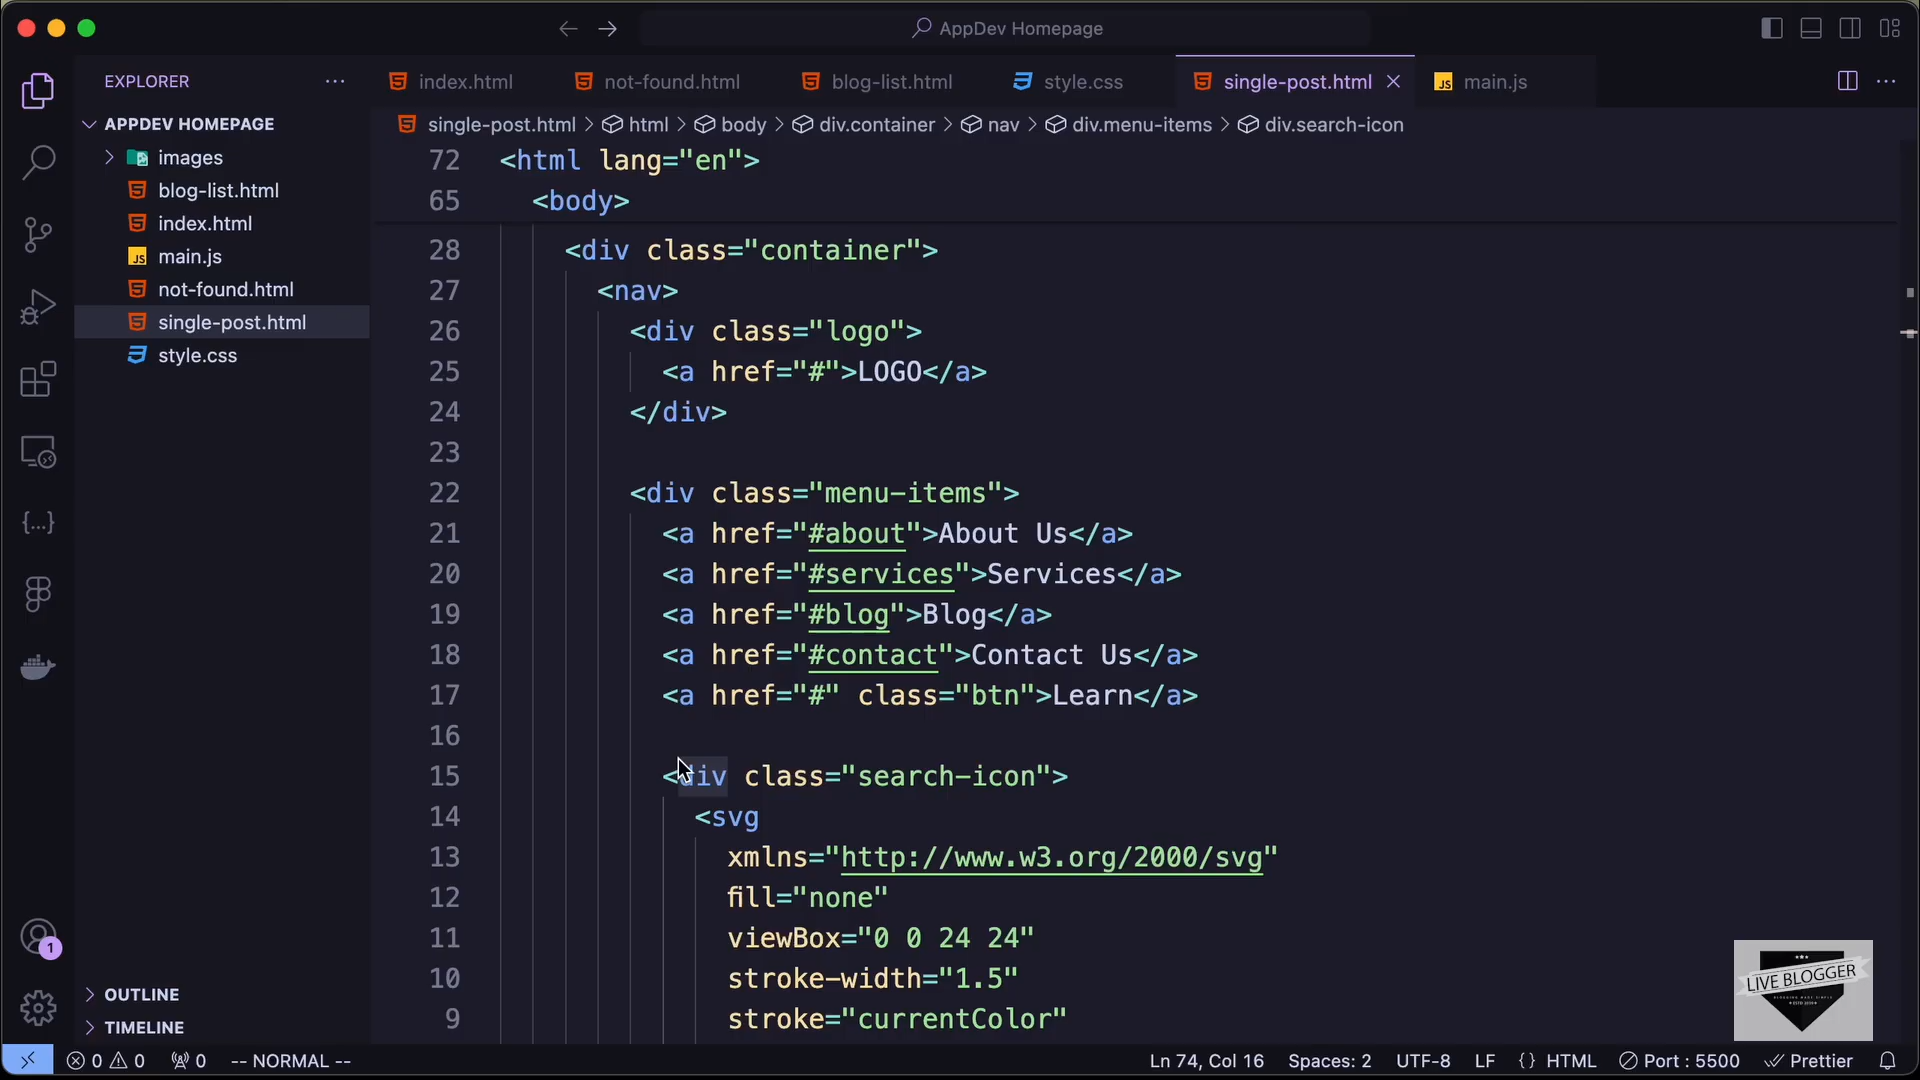 AppDev Homepage
EXPLORER
index.html
not-found.html
blog-list.html
style.css
single-post.html
main.js
APPDEV HOMEPAGE
images
blog-list.html
index.html
main.js
not-found.html
single-post.html
style.css
single-post.html > html > body > div.container > nav > div.menu-items > div.search-icon
72 <html lang="en">
65 <body>
28 <div class="container">
27 <nav>
26 <div class="logo">
25 <a href="#">LOGO</a>
24 </div>
23
22 <div class="menu-items">
21 <a href="#about">About Us</a>
20 <a href="#services">Services</a>
19 <a href="#blog">Blog</a>
18 <a href="#contact">Contact Us</a>
17 <a href="#" class="btn">Learn</a>
16
15 <div class="search-icon">
14 <svg
13 xmlns="http://www.w3.org/2000/svg"
12 fill="none"
11 viewBox="0 0 24 24"
10 stroke-width="1.5"
9 stroke="currentColor"
1
OUTLINE
TIMELINE
LIVE BLOGGER
0 0 0 -- NORMAL -- Ln 74, Col 16 Spaces: 2 UTF-8 LF {} HTML Port : 5500 Prettier